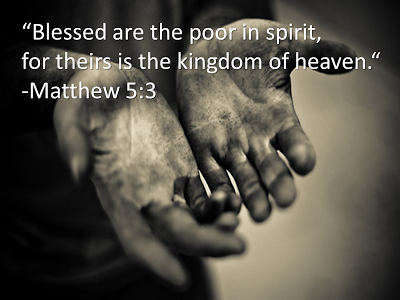 “Blessed are the poor in spirit,
for theirs is the kingdom of heaven.“
-Matthew 5:3